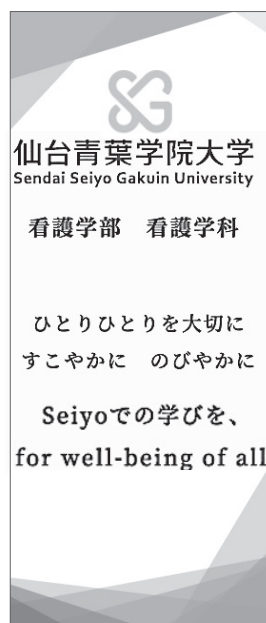 SG
仙台青葉学院大学
Sendai Seiyo Gakuin University
看護学部　看護学科
ひとりひとりを大切に
すこやかに　のびやかに
Seiyoでの学びを、
for well-being of all